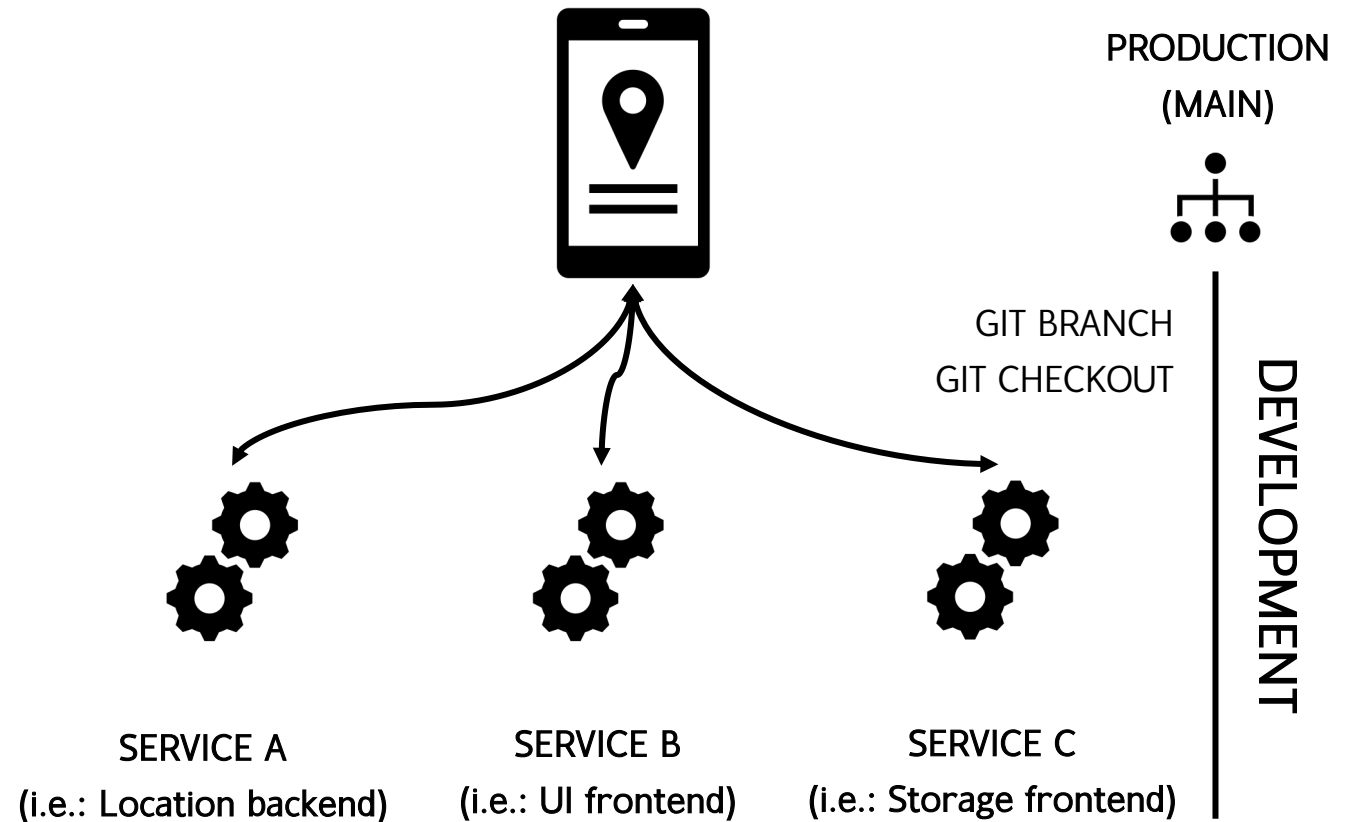 PRODUCTION
(MAIN)
GIT BRANCH
GIT CHECKOUT
DEVELOPMENT
SERVICE A
(i.e.: Location backend)
SERVICE B
(i.e.: UI frontend)
SERVICE C
(i.e.: Storage frontend)